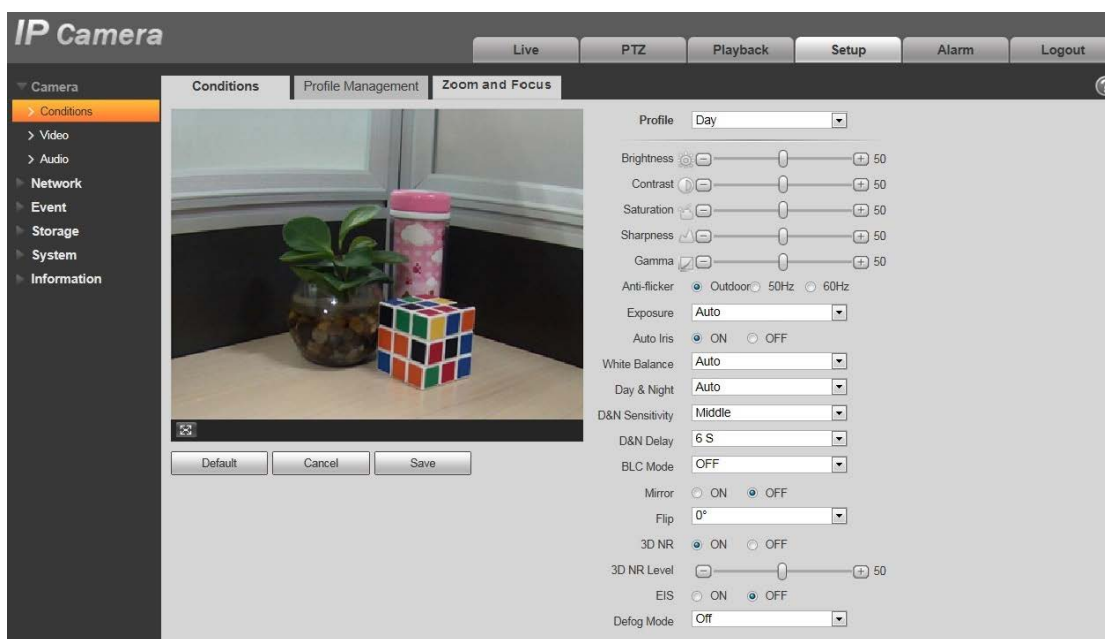 IP Camera
Live PTZ Playback Setup Alarm Logout
Camera
Conditions
Video
Audio
Network
Event
Storage
System
Information
Conditions Profile Management Zoom and Focus
Default Cancel Save
Profile Day
Brightness 50
Contrast 50
Saturation 50
Sharpness 50
Gamma 50
Anti-flicker Outdoor 50Hz 60Hz
Exposure Auto
Auto Iris ON OFF
White Balance Auto
Day & Night Auto
D&N Sensitivity Middle
D&N Delay 6 S
BLC Mode OFF
Mirror ON OFF
Flip 0°
3D NR ON OFF
3D NR Level 50
EIS ON OFF
Defog Mode Off